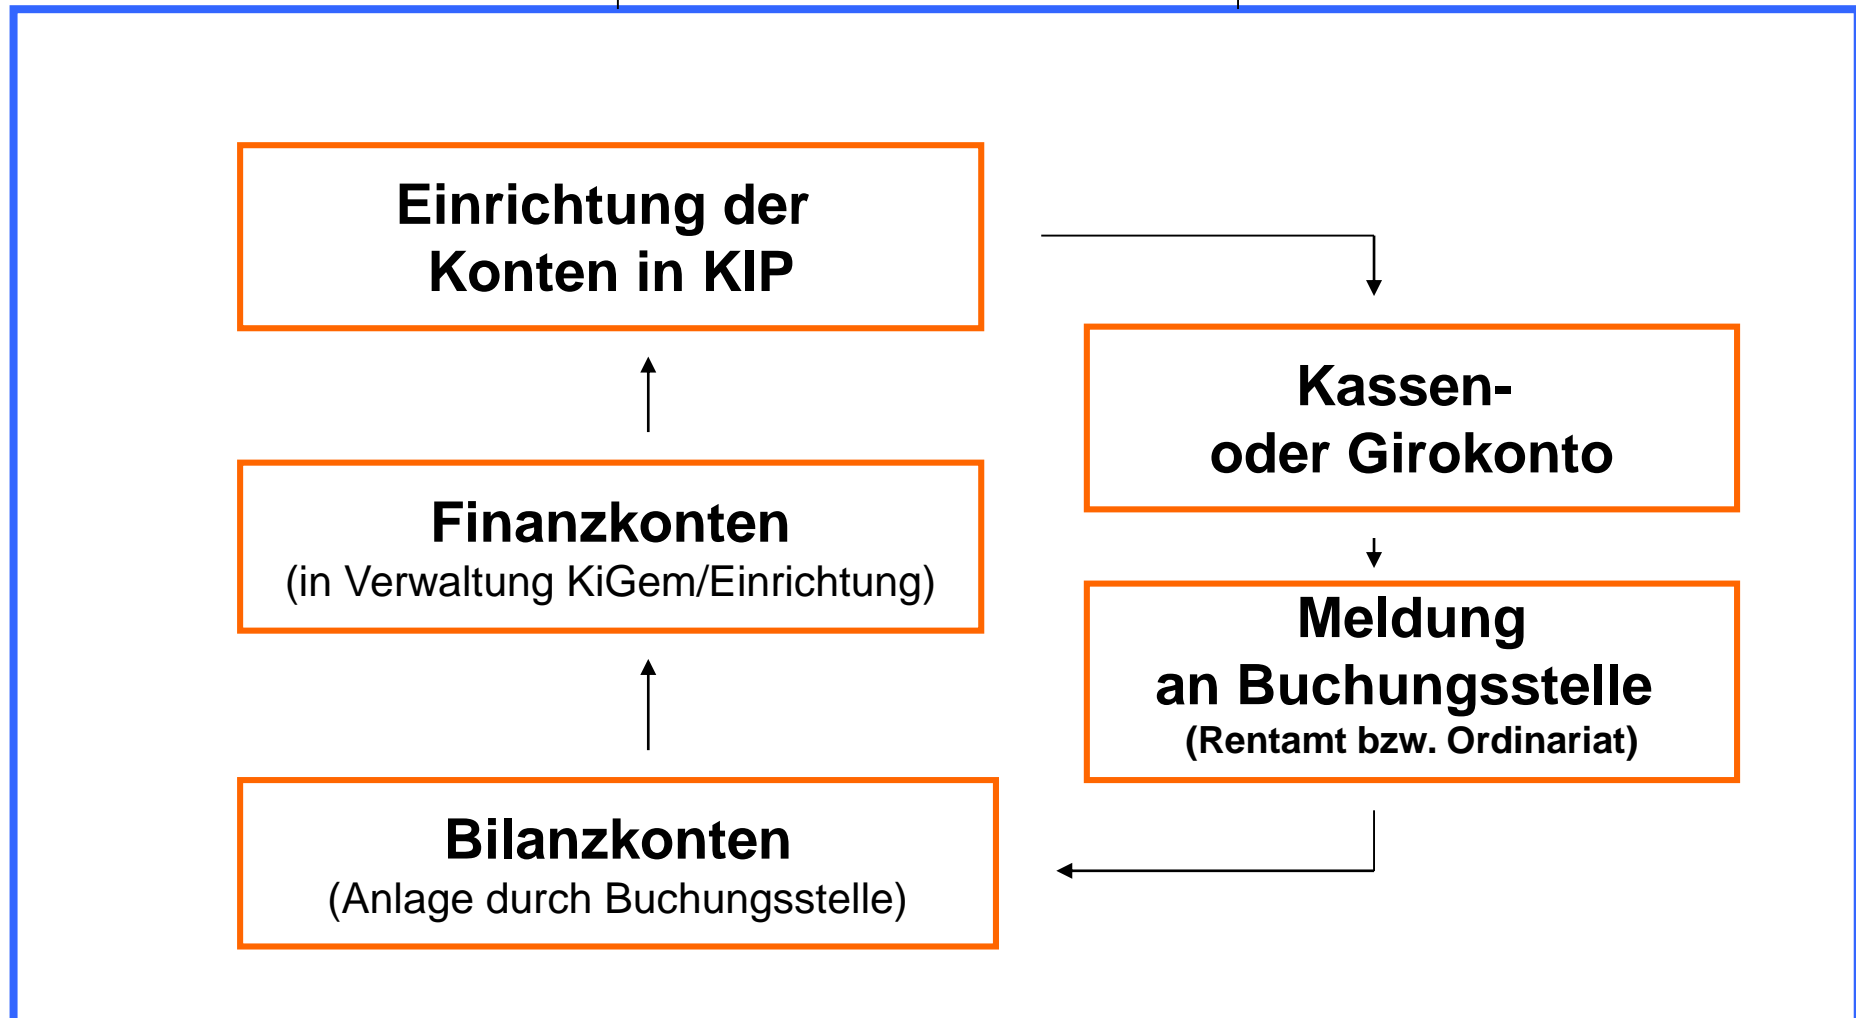 Einrichtung der
Konten in KIP
Kassen-
oder Girokonto
Finanzkonten
(in Verwaltung KiGem/Einrichtung)
Meldung
an Buchungsstelle
(Rentamt bzw. Ordinariat)
Bilanzkonten
(Anlage durch Buchungsstelle)